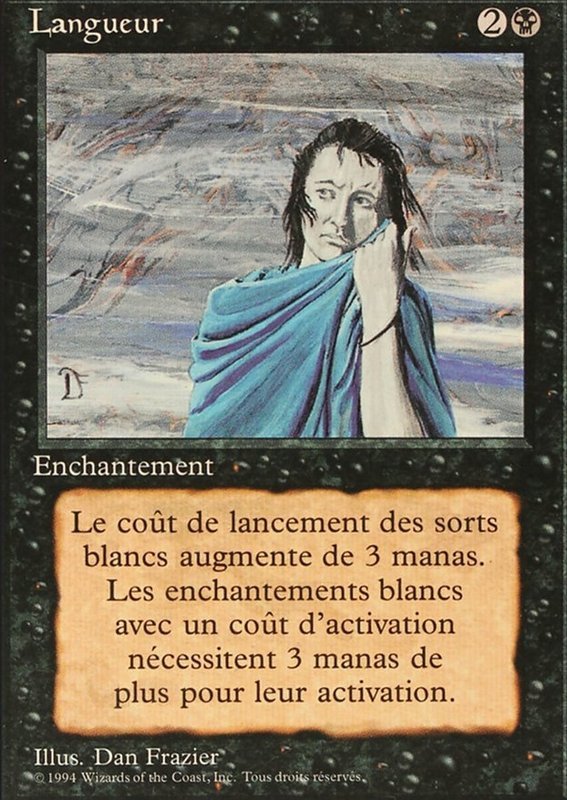 Langueur 2
DF
Enchantement
Le coût de lancement des sorts
blancs augmente de 3 manas.
Les enchantements blancs
avec un coût d'activation
nécessitent 3 manas de
plus pour leur activation.
Illus. Dan Frazier
© 1994 Wizards of the Coast, Inc. Tous droits réservés.